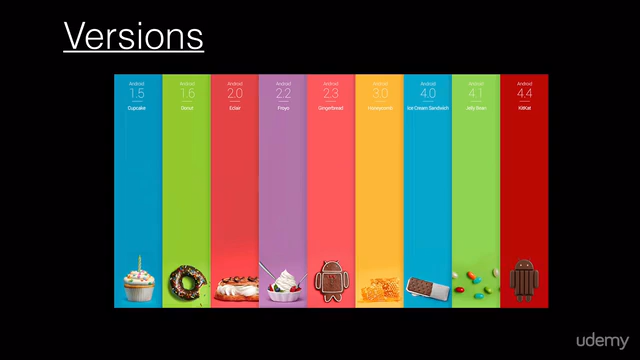 Versions
Android
1.5
Cupcake
Android
1.6
Donut
Android
2.0
Eclair
Android
2.2
Froyo
Android
2.3
Gingerbread
Android
3.0
Honeycomb
Android
4.0
Ice Cream Sandwich
Android
4.1
Jelly Bean
Android
4.4
KitKat
udemy